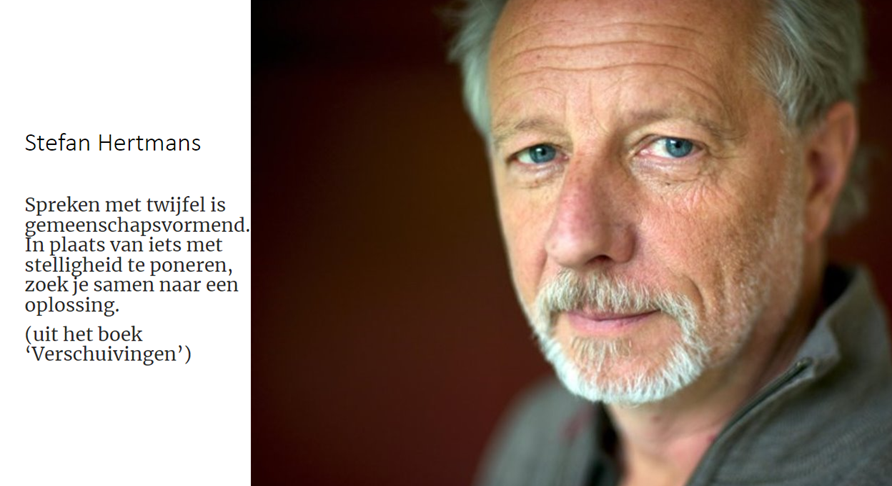 Stefan Hertmans
Spreken met twijfel is
gemeenschapsvormend.
In plaats van iets met
stelligheid te poneren,
zoek je samen naar een
oplossing.
(uit het boek
‘Verschuivingen’)